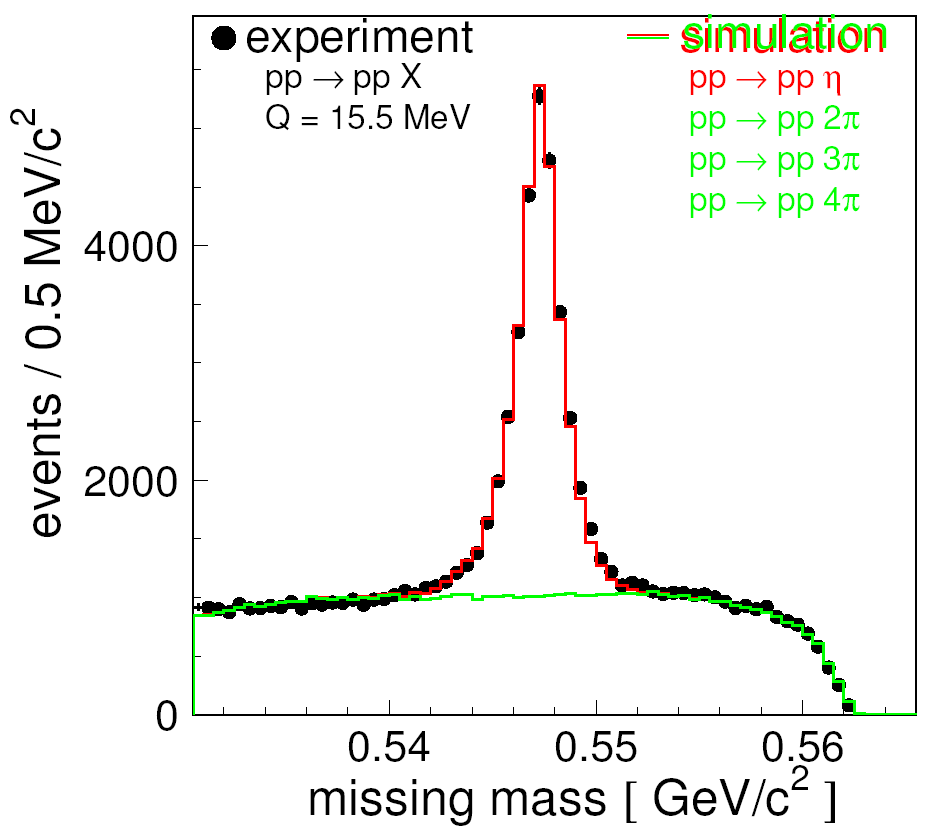 experiment
pp → pp X
Q = 15.5 MeV
simulation
pp → pp η
pp → pp 2π
pp → pp 3π
pp → pp 4π
events / 0.5 MeV/c²
4000
2000
0
0.54 0.55 0.56
missing mass [ GeV/c² ]